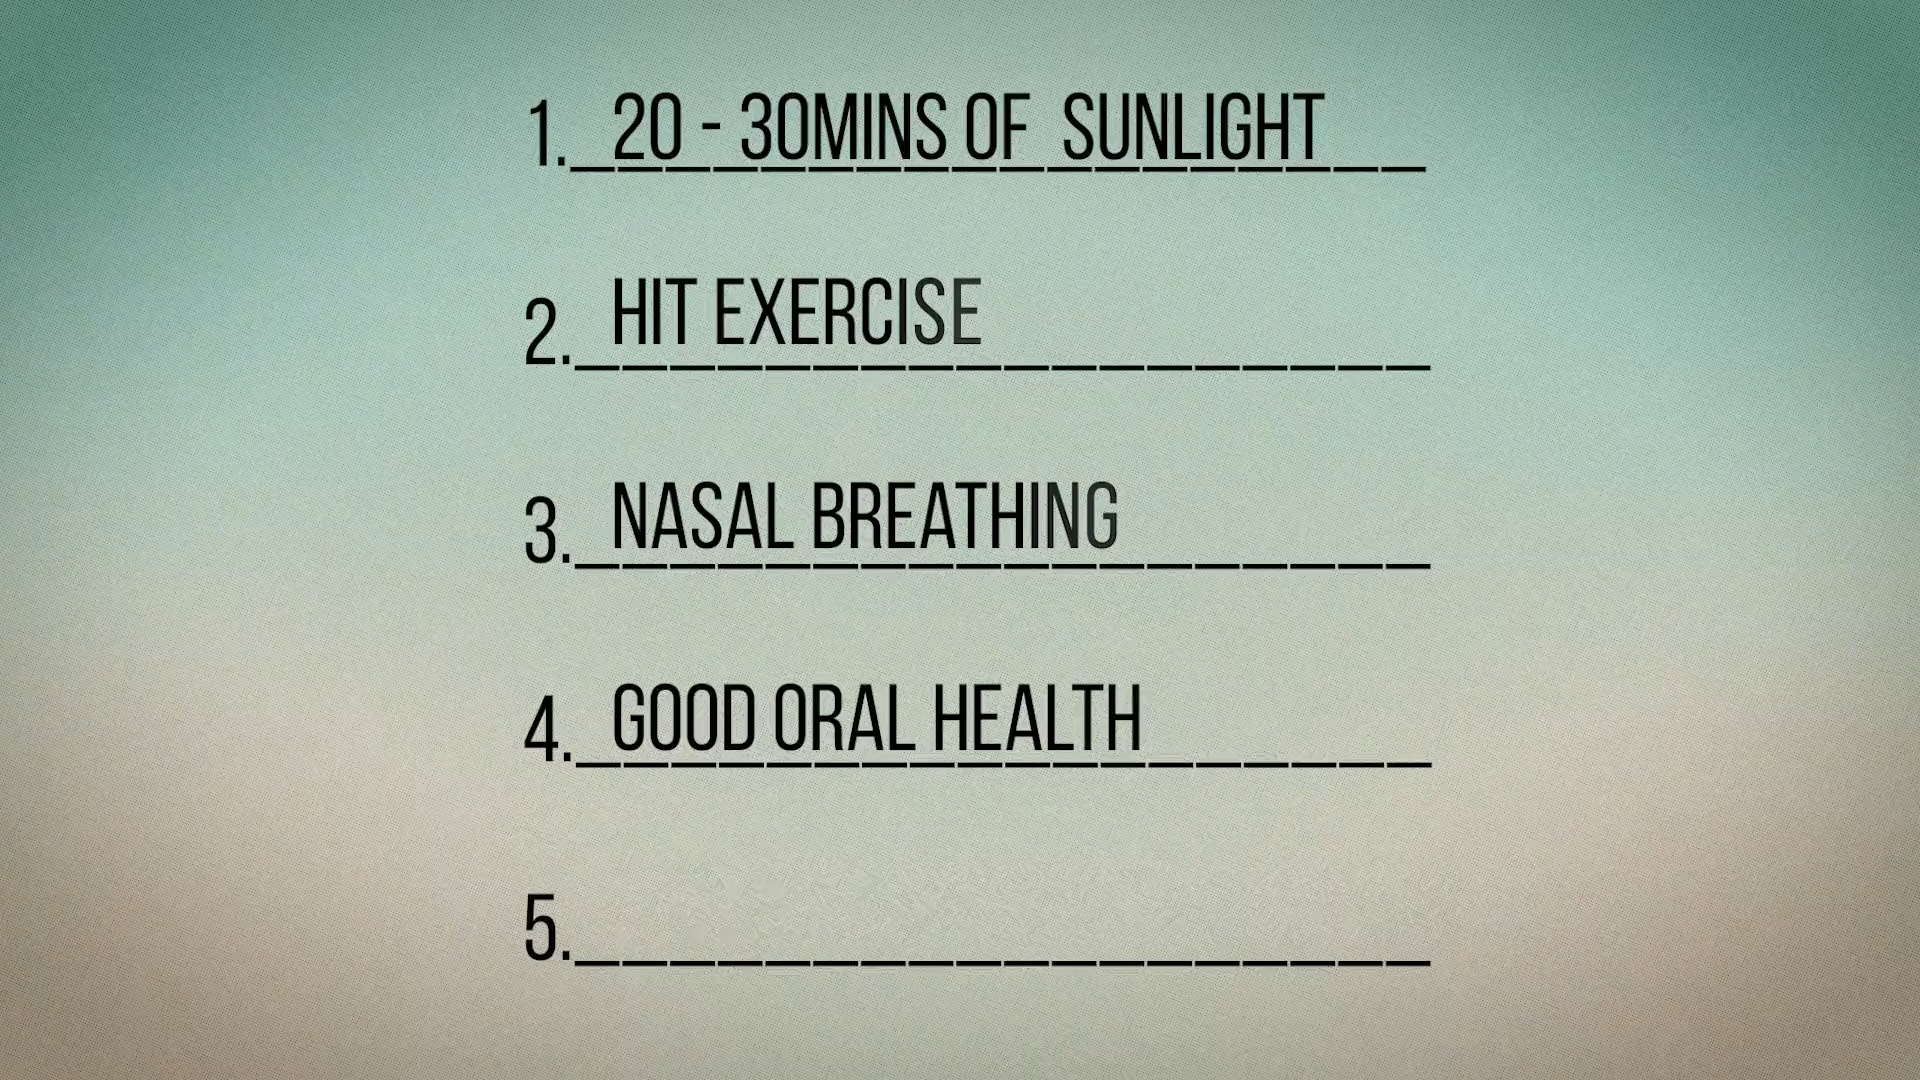 1. 20 - 30MINS OF SUNLIGHT
2. HIT EXERCISE
3. NASAL BREATHING
4. GOOD ORAL HEALTH
5.